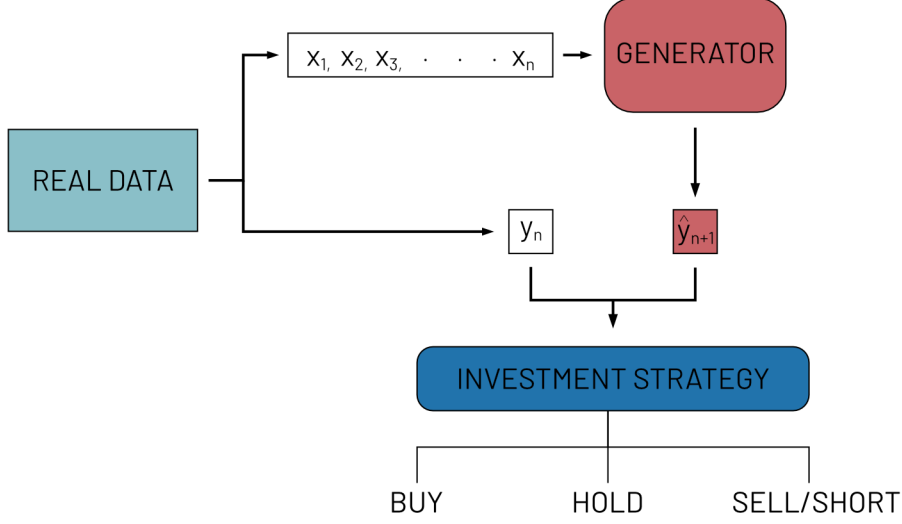 x₁, x₂, x₃, · · · xₙ
GENERATOR
REAL DATA
yₙ
ŷₙ₊₁
INVESTMENT STRATEGY
BUY
HOLD
SELL/SHORT